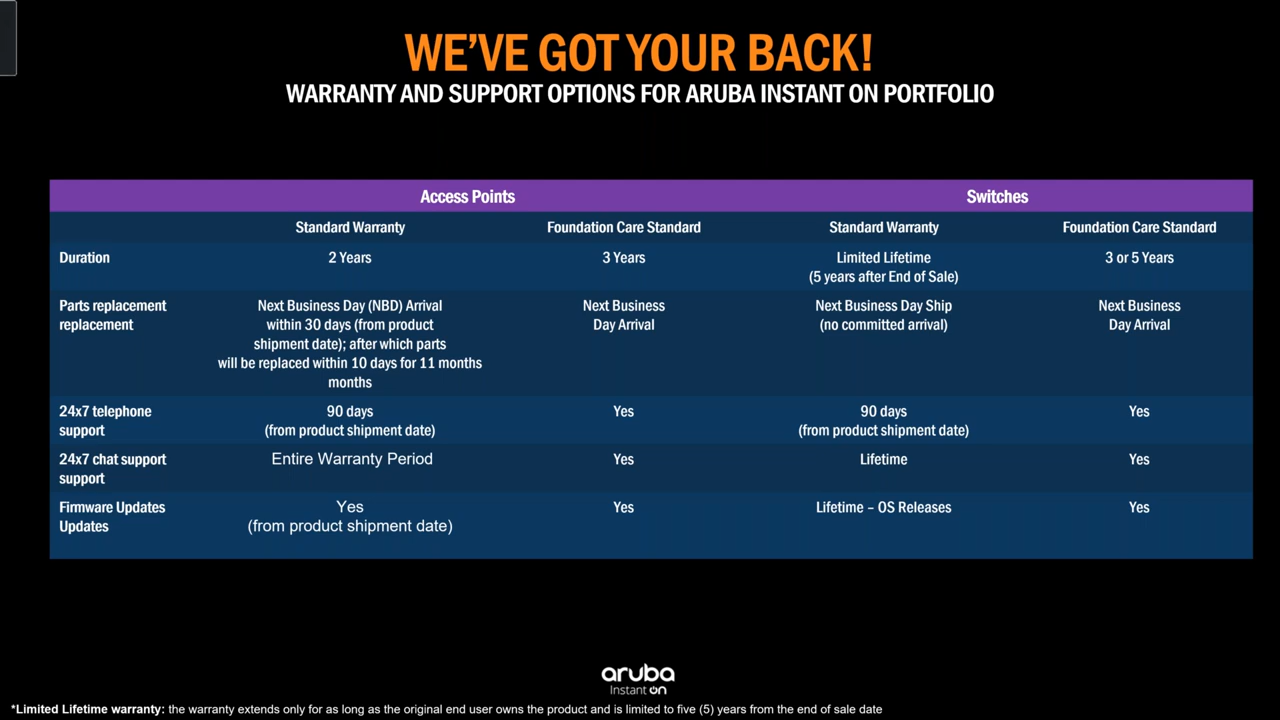 WE'VE GOT YOUR BACK!
WARRANTY AND SUPPORT OPTIONS FOR ARUBA INSTANT ON PORTFOLIO
Access Points
Switches
Standard Warranty
Foundation Care Standard
Standard Warranty
Foundation Care Standard
Duration
2 Years
3 Years
Limited Lifetime
(5 years after End of Sale)
3 or 5 Years
Parts replacement
replacement
Next Business Day (NBD) Arrival
within 30 days (from product
shipment date); after which parts
will be replaced within 10 days for 11 months
months
Next Business
Day Arrival
Next Business Day Ship
(no committed arrival)
Next Business
Day Arrival
24x7 telephone
support
90 days
(from product shipment date)
Yes
90 days
(from product shipment date)
Yes
24x7 chat support
support
Entire Warranty Period
Yes
Lifetime
Yes
Firmware Updates
Updates
Yes
(from product shipment date)
Yes
Lifetime – OS Releases
Yes
aruba
Instant on
*Limited Lifetime warranty: the warranty extends only for as long as the original end user owns the product and is limited to five (5) years from the end of sale date